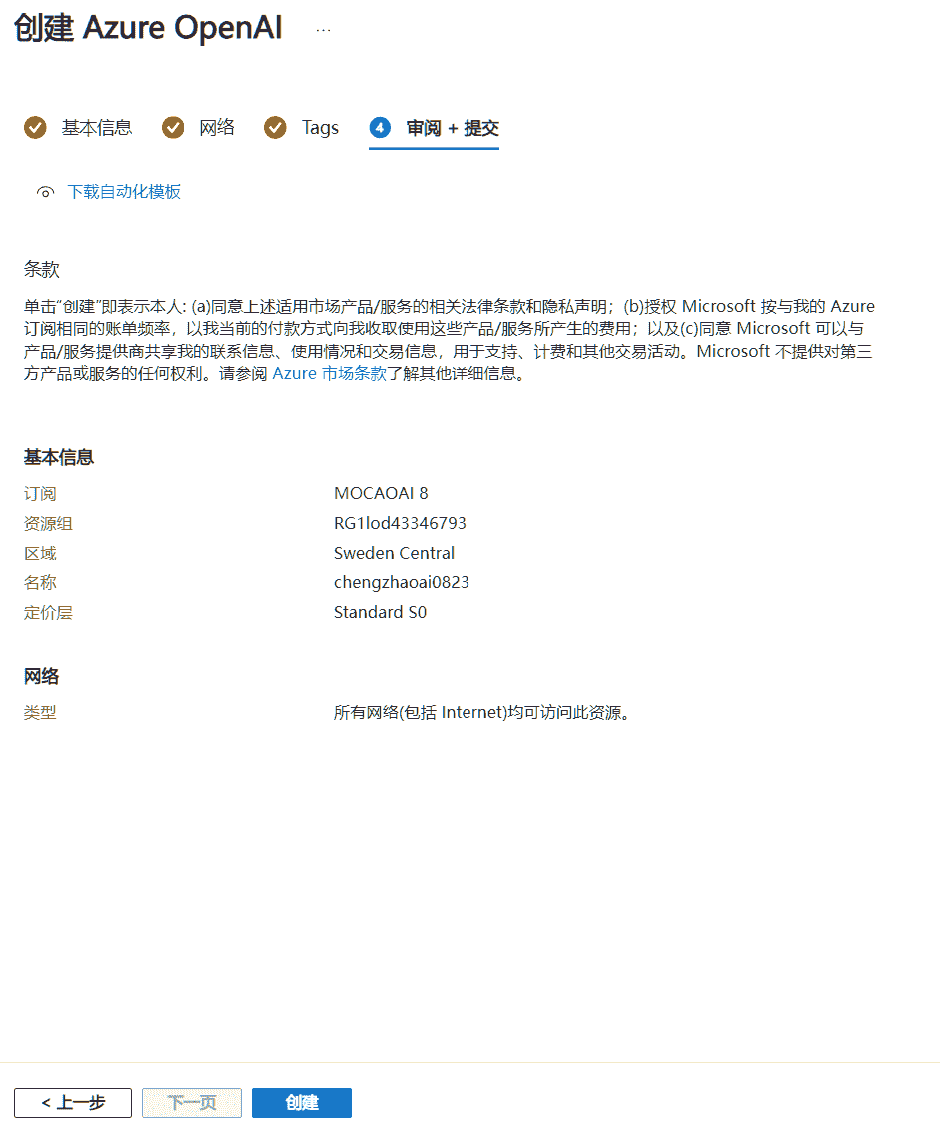 创建 Azure OpenAI ...
基本信息 网络 Tags 4 审阅 + 提交
下载自动化模板
条款
单击“创建”即表示本人: (a)同意上述适用市场产品/服务的相关法律条款和隐私声明；(b)授权 Microsoft 按与我的 Azure
订阅相同的账单频率，以我当前的付款方式向我收取使用这些产品/服务所产生的费用；以及(c)同意 Microsoft 可以与
产品/服务提供商共享我的联系信息、使用情况和交易信息，用于支持、计费和其他交易活动。Microsoft 不提供对第三
方产品或服务的任何权利。请参阅 Azure 市场条款了解其他详细信息。
基本信息
订阅 MOCAOAI 8
资源组 RG1lod43346793
区域 Sweden Central
名称 chengzhaoai0823
定价层 Standard S0
网络
类型 所有网络(包括 Internet)均可访问此资源。
< 上一步 下一页 创建